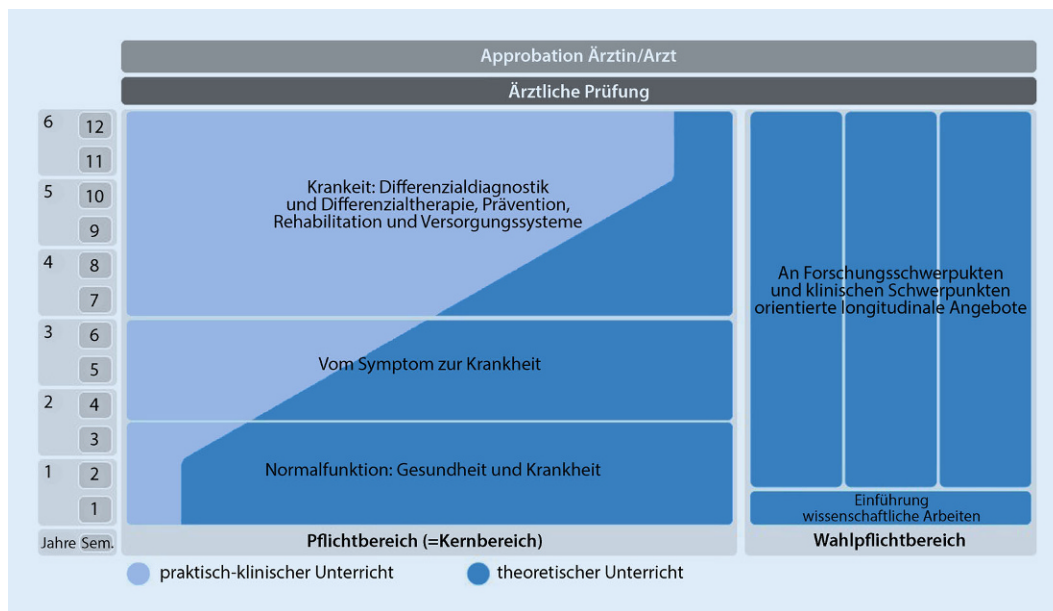 Approbation Ärztin/Arzt
Ärztliche Prüfung
6
12
11
5
10
9
4
8
7
3
6
5
2
4
3
1
2
1
Jahre
Sem.
Krankeit: Differenzialdiagnostik
und Differenzialtherapie, Prävention,
Rehabilitation und Versorgungssysteme
Vom Symptom zur Krankheit
Normalfunktion: Gesundheit und Krankheit
Pflichtbereich (=Kernbereich)
An Forschungsschwerpukten
und klinischen Schwerpunkten
orientierte longitudinale Angebote
Einführung
wissenschaftliche Arbeiten
Wahlpflichtbereich
praktisch-klinischer Unterricht
theoretischer Unterricht